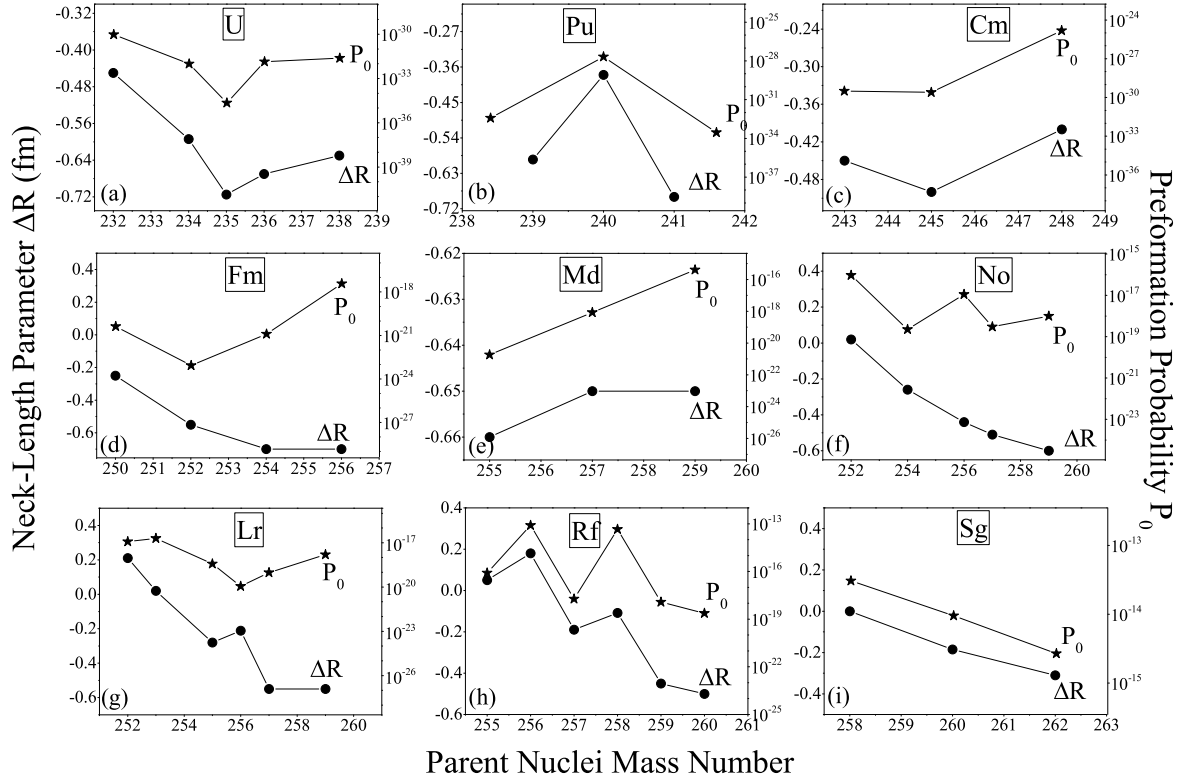 Neck-Length Parameter ΔR (fm)
Preformation Probability P₀
Parent Nuclei Mass Number
U
-0.32
-0.40
-0.48
-0.56
-0.64
-0.72
10⁻³⁰
10⁻³³
10⁻³⁶
10⁻³⁹
P₀
ΔR
(a)
232 233 234 235 236 237 238 239
Pu
-0.27
-0.36
-0.45
-0.54
-0.63
-0.72
10⁻²⁵
10⁻²⁸
10⁻³¹
10⁻³⁴
10⁻³⁷
P₀
ΔR
(b)
238 239 240 241 242
Cm
-0.24
-0.30
-0.36
-0.42
-0.48
10⁻²⁴
10⁻²⁷
10⁻³⁰
10⁻³³
10⁻³⁶
P₀
ΔR
(c)
243 244 245 246 247 248 249
Fm
0.4
0.2
0.0
-0.2
-0.4
-0.6
10⁻¹⁸
10⁻²¹
10⁻²⁴
10⁻²⁷
P₀
ΔR
(d)
250 251 252 253 254 255 256 257
Md
-0.62
-0.63
-0.64
-0.65
-0.66
10⁻¹⁶
10⁻¹⁸
10⁻²⁰
10⁻²²
10⁻²³
10⁻²⁶
P₀
ΔR
(e)
255 256 257 258 259 260
No
0.4
0.2
0.0
-0.2
-0.4
-0.6
10⁻¹⁵
10⁻¹⁷
10⁻¹⁹
10⁻²¹
10⁻²³
P₀
ΔR
(f)
252 254 256 258 260
Lr
0.4
0.2
0.0
-0.2
-0.4
-0.6
10⁻¹⁷
10⁻²⁰
10⁻²³
10⁻²⁶
P₀
ΔR
(g)
252 254 256 258 260
Rf
0.4
0.2
0.0
-0.2
-0.4
-0.6
10⁻¹³
10⁻¹⁶
10⁻¹⁹
10⁻²²
10⁻²⁵
P₀
ΔR
(h)
255 256 257 258 259 260 261
Sg
0.4
0.2
0.0
-0.2
-0.4
10⁻¹³
10⁻¹⁴
10⁻¹⁵
P₀
ΔR
(i)
258 259 260 261 262 263